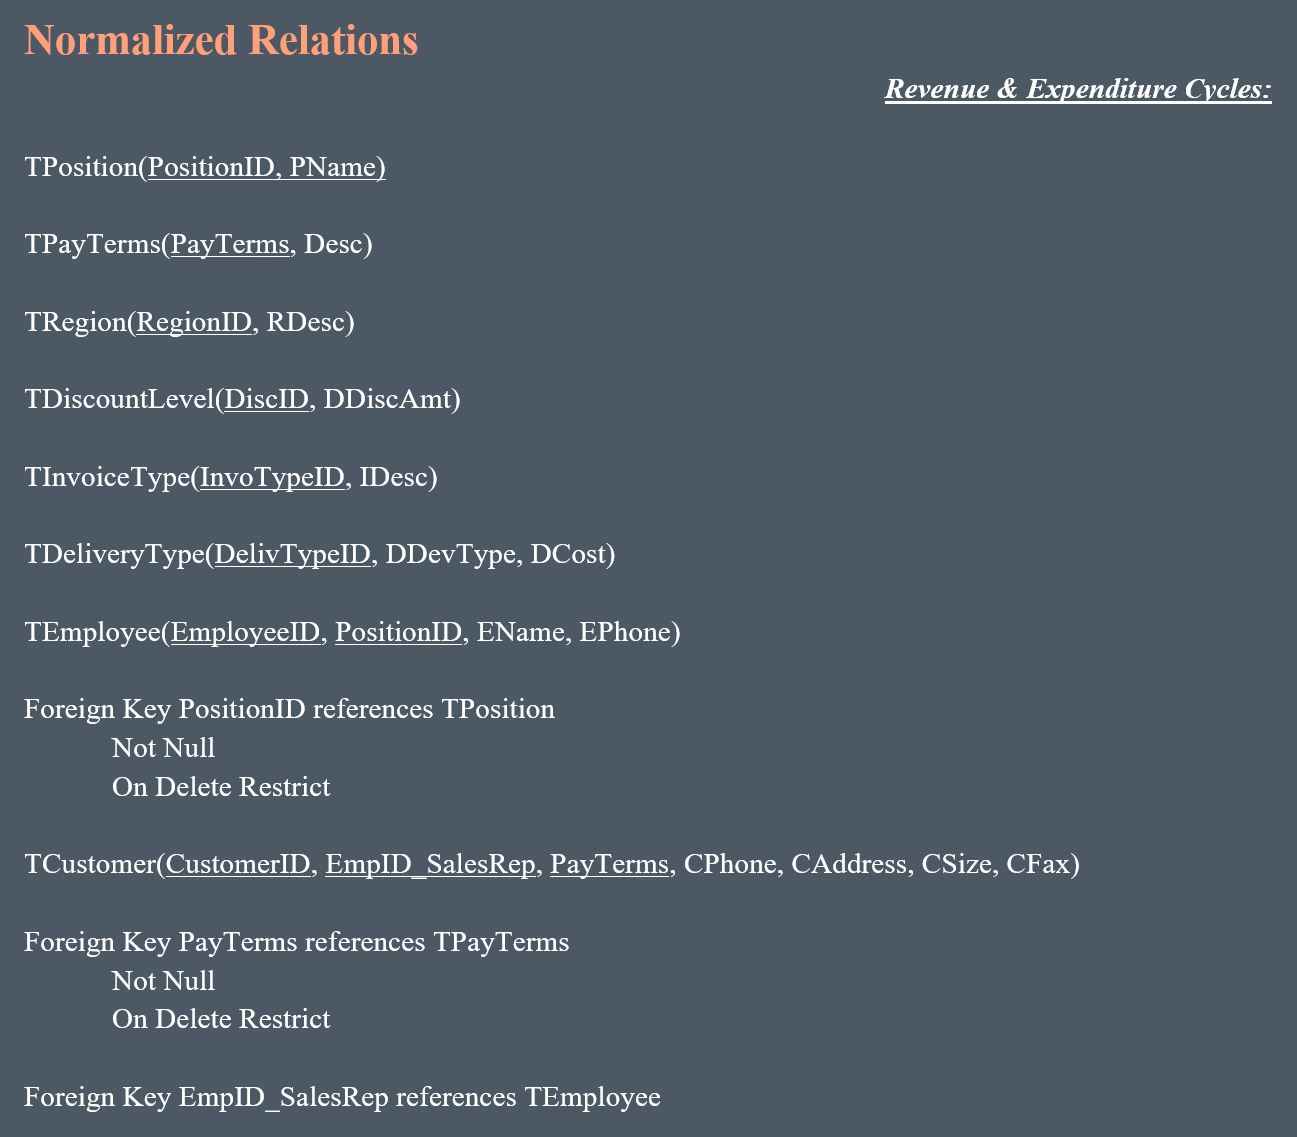 Normalized Relations
Revenue & Expenditure Cycles:
TPosition(PositionID, PName)
TPayTerms(PayTerms, Desc)
TRegion(RegionID, RDesc)
TDiscountLevel(DiscID, DDiscAmt)
TInvoiceType(InvoTypeID, IDesc)
TDeliveryType(DelivTypeID, DDevType, DCost)
TEmployee(EmployeeID, PositionID, EName, EPhone)
Foreign Key PositionID references TPosition
Not Null
On Delete Restrict
TCustomer(CustomerID, EmpID_SalesRep, PayTerms, CPhone, CAddress, CSize, CFax)
Foreign Key PayTerms references TPayTerms
Not Null
On Delete Restrict
Foreign Key EmpID_SalesRep references TEmployee